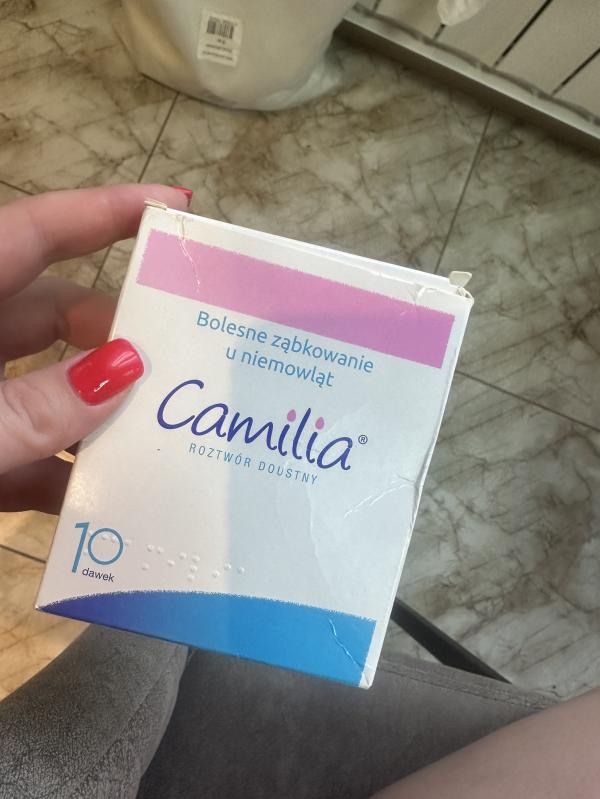 Bolesne ząbkowanie
u niemowląt
Camilia®
ROZTWÓR DOUSTNY
10
dawek